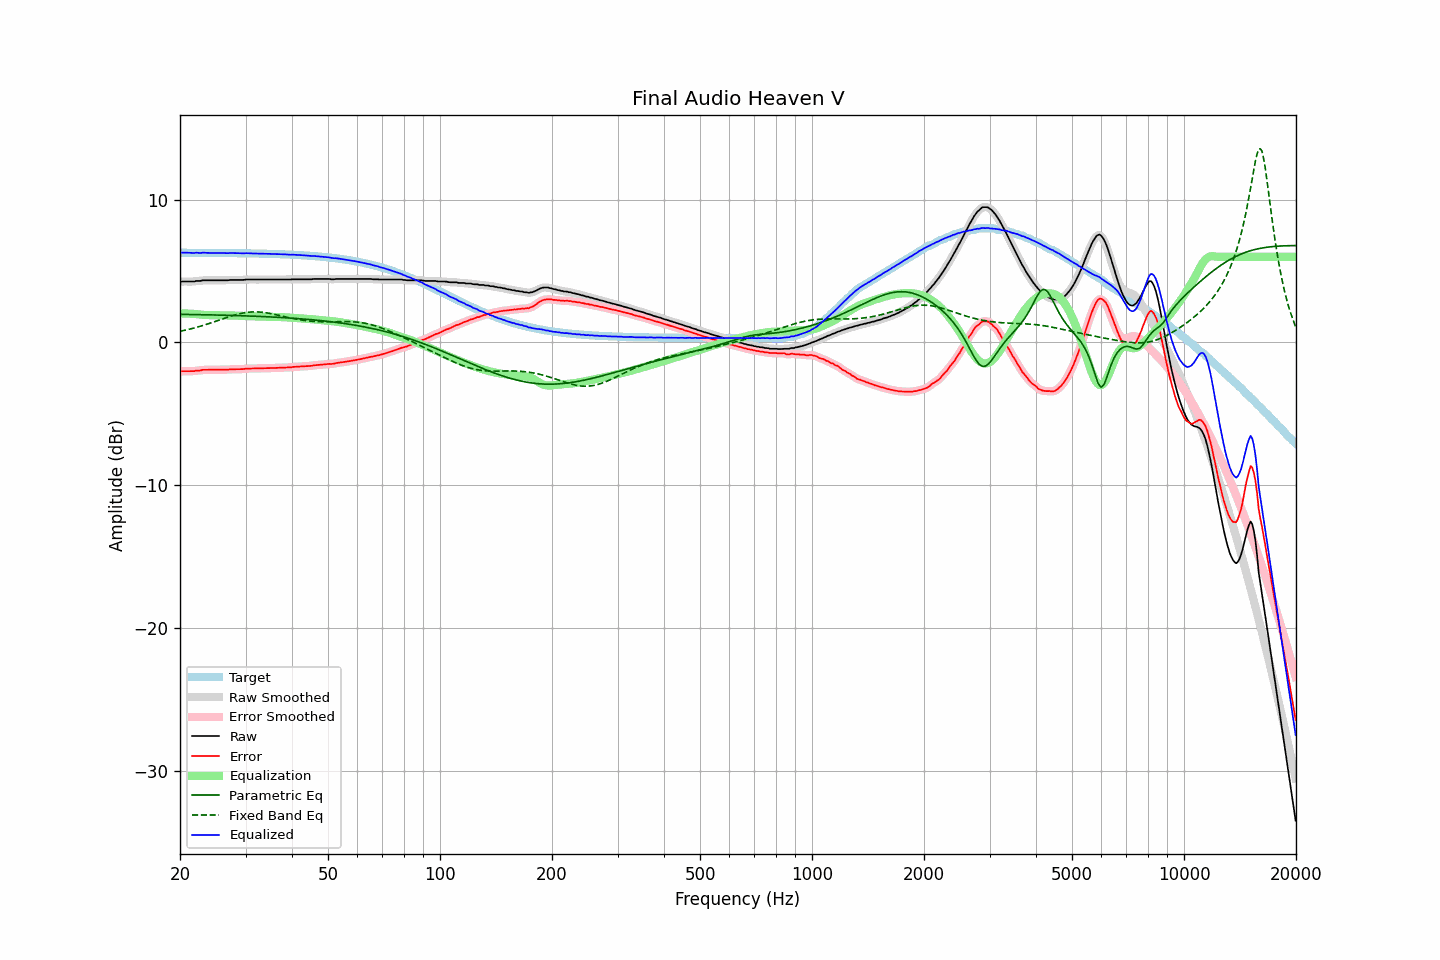 Final Audio Heaven V
Amplitude (dBr)
10
0
−10
−20
−30
Target
Raw Smoothed
Error Smoothed
Raw
Error
Equalization
Parametric Eq
Fixed Band Eq
Equalized
20 50 100 200 500 1000 2000 5000 10000 20000
Frequency (Hz)